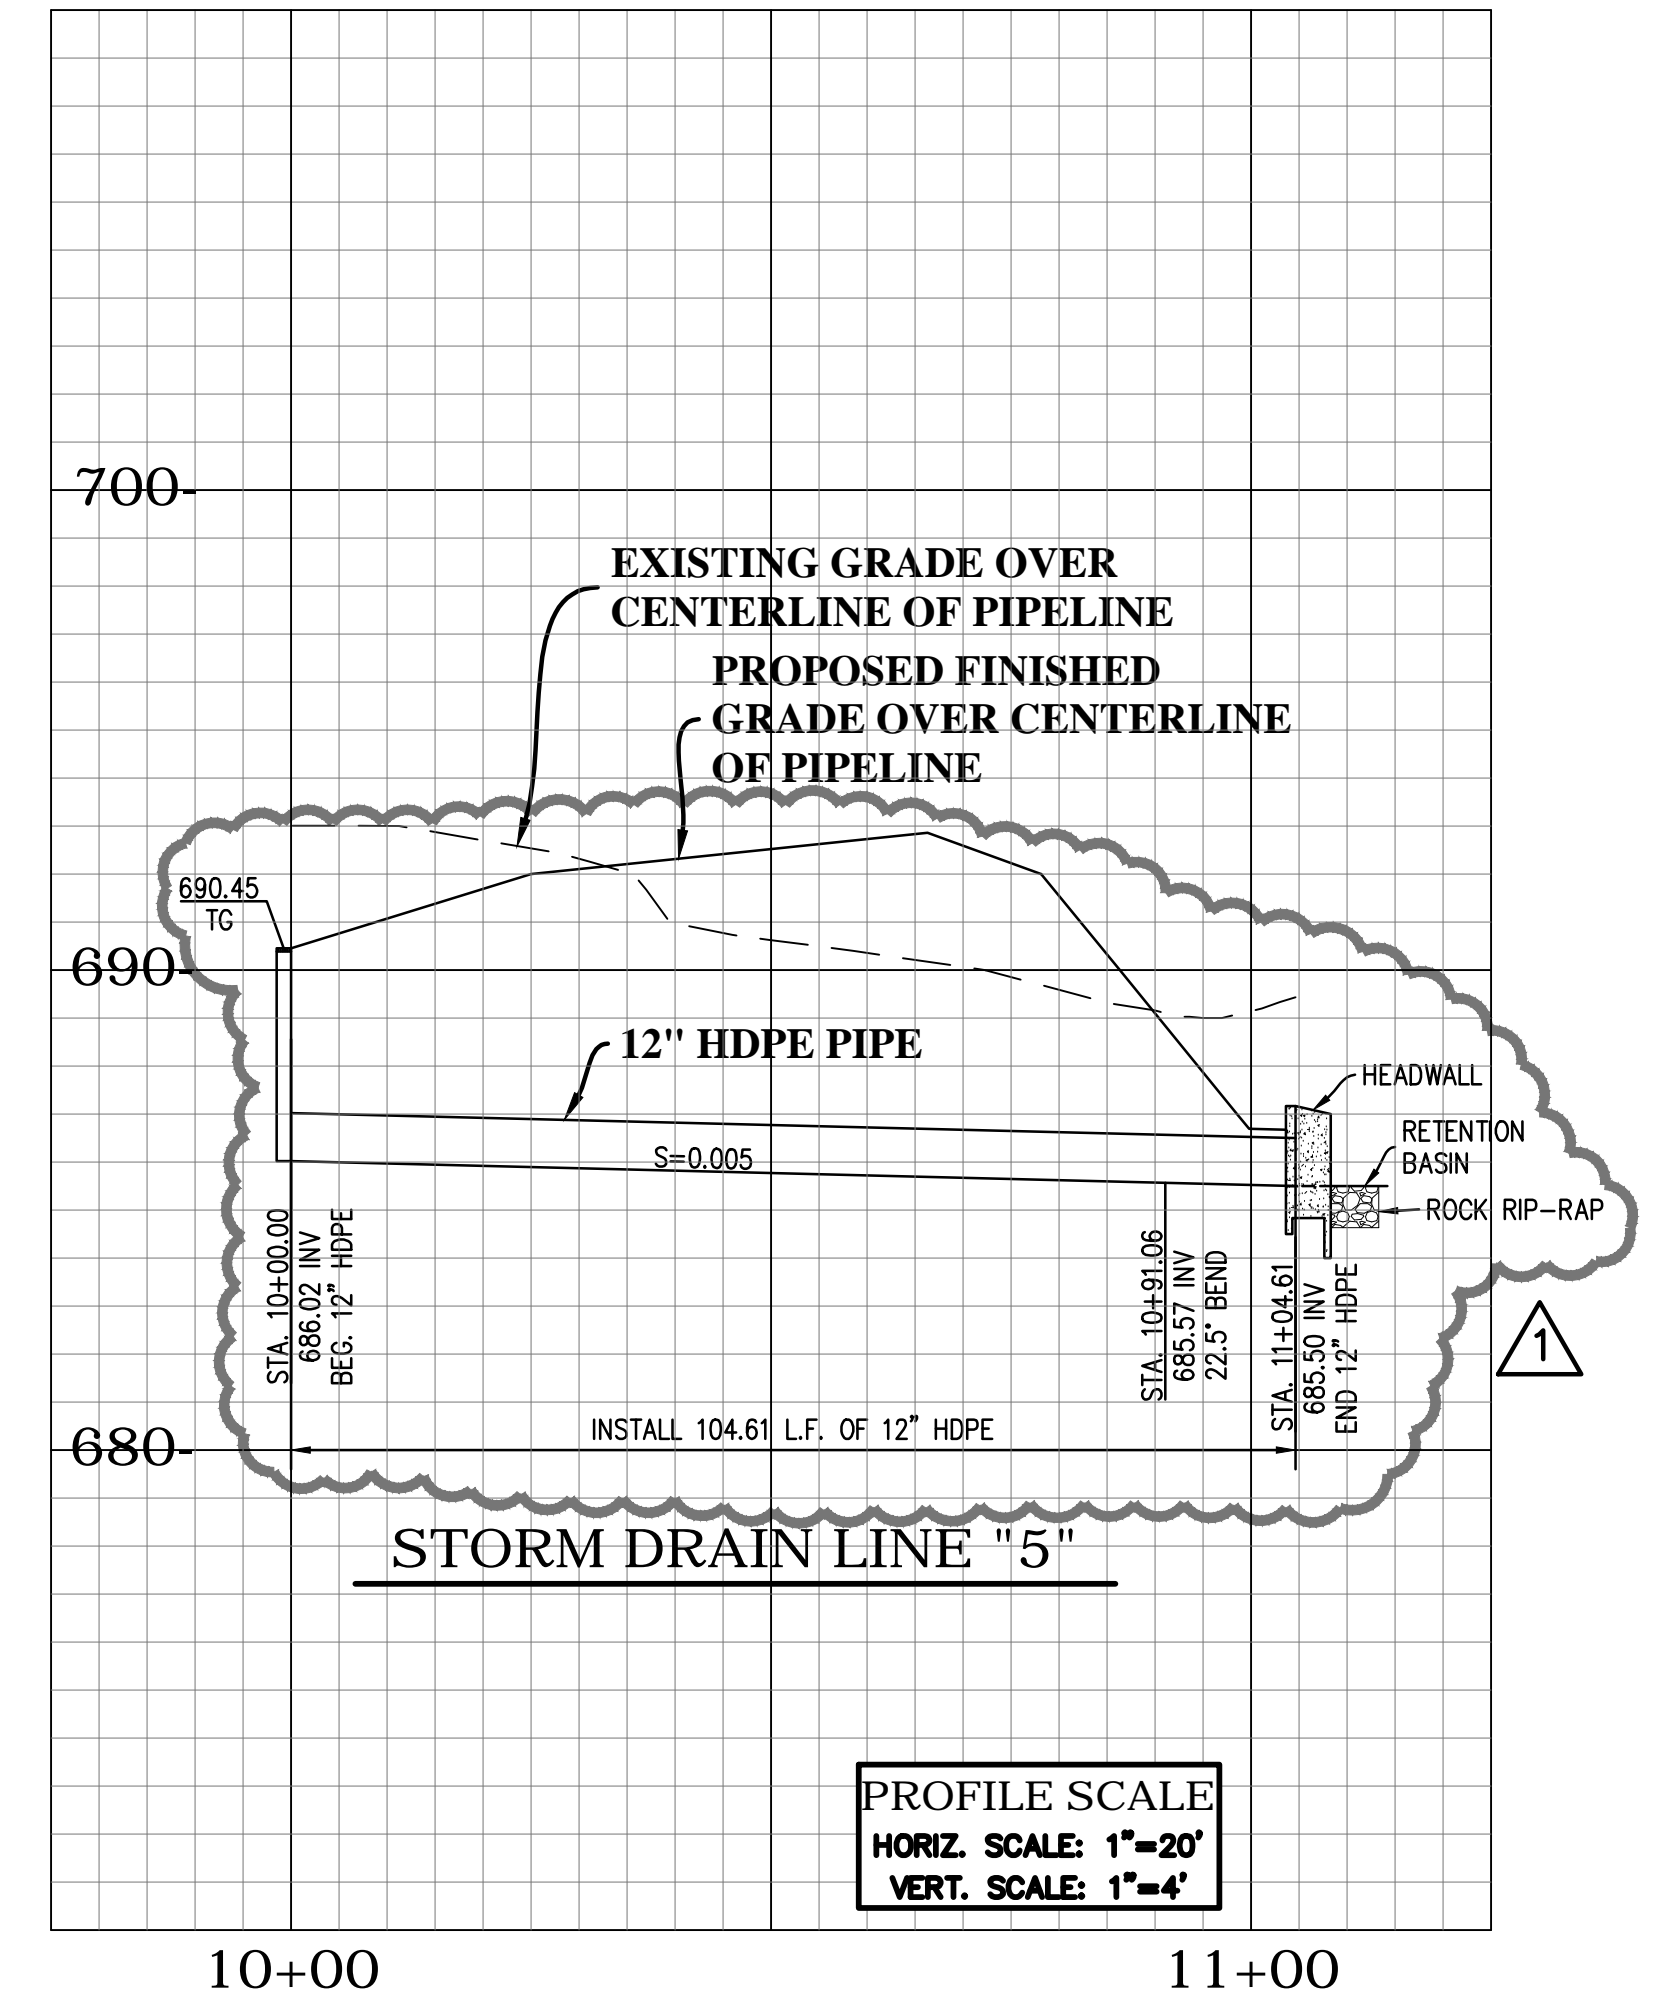 700-
EXISTING GRADE OVER
CENTERLINE OF PIPELINE
PROPOSED FINISHED
GRADE OVER CENTERLINE
OF PIPELINE
690.45
TG
690-
12" HDPE PIPE
HEADWALL
RETENTION
BASIN
S=0.005
ROCK RIP-RAP
STA. 10+00.00
686.02 INV
BEG. 12" HDPE
STA. 10+91.06
685.57 INV
22.5° BEND
STA. 11+04.61
685.50 INV
END 12" HDPE
1
INSTALL 104.61 L.F. OF 12" HDPE
680-
STORM DRAIN LINE "5"
PROFILE SCALE
HORIZ. SCALE: 1"=20'
VERT. SCALE: 1"=4'
10+00
11+00